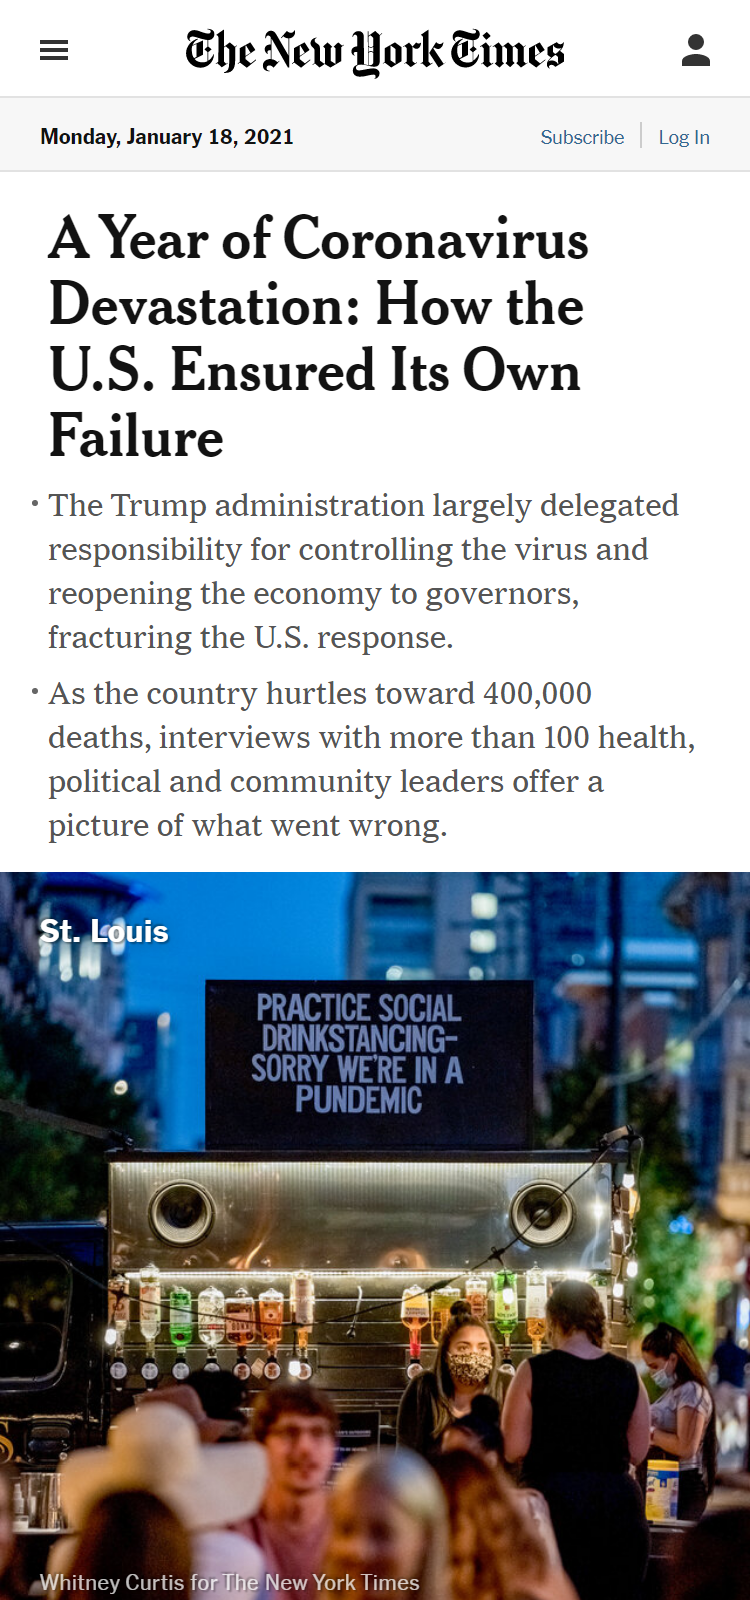 The New York Times
Monday, January 18, 2021
Subscribe
Log In
A Year of Coronavirus
Devastation: How the
U.S. Ensured Its Own
Failure
• The Trump administration largely delegated
responsibility for controlling the virus and
reopening the economy to governors,
fracturing the U.S. response.
• As the country hurtles toward 400,000
deaths, interviews with more than 100 health,
political and community leaders offer a
picture of what went wrong.
St. Louis
PRACTICE SOCIAL
DRINKSTANCING-
SORRY WE'RE IN A
PUNDEMIC
Whitney Curtis for The New York Times